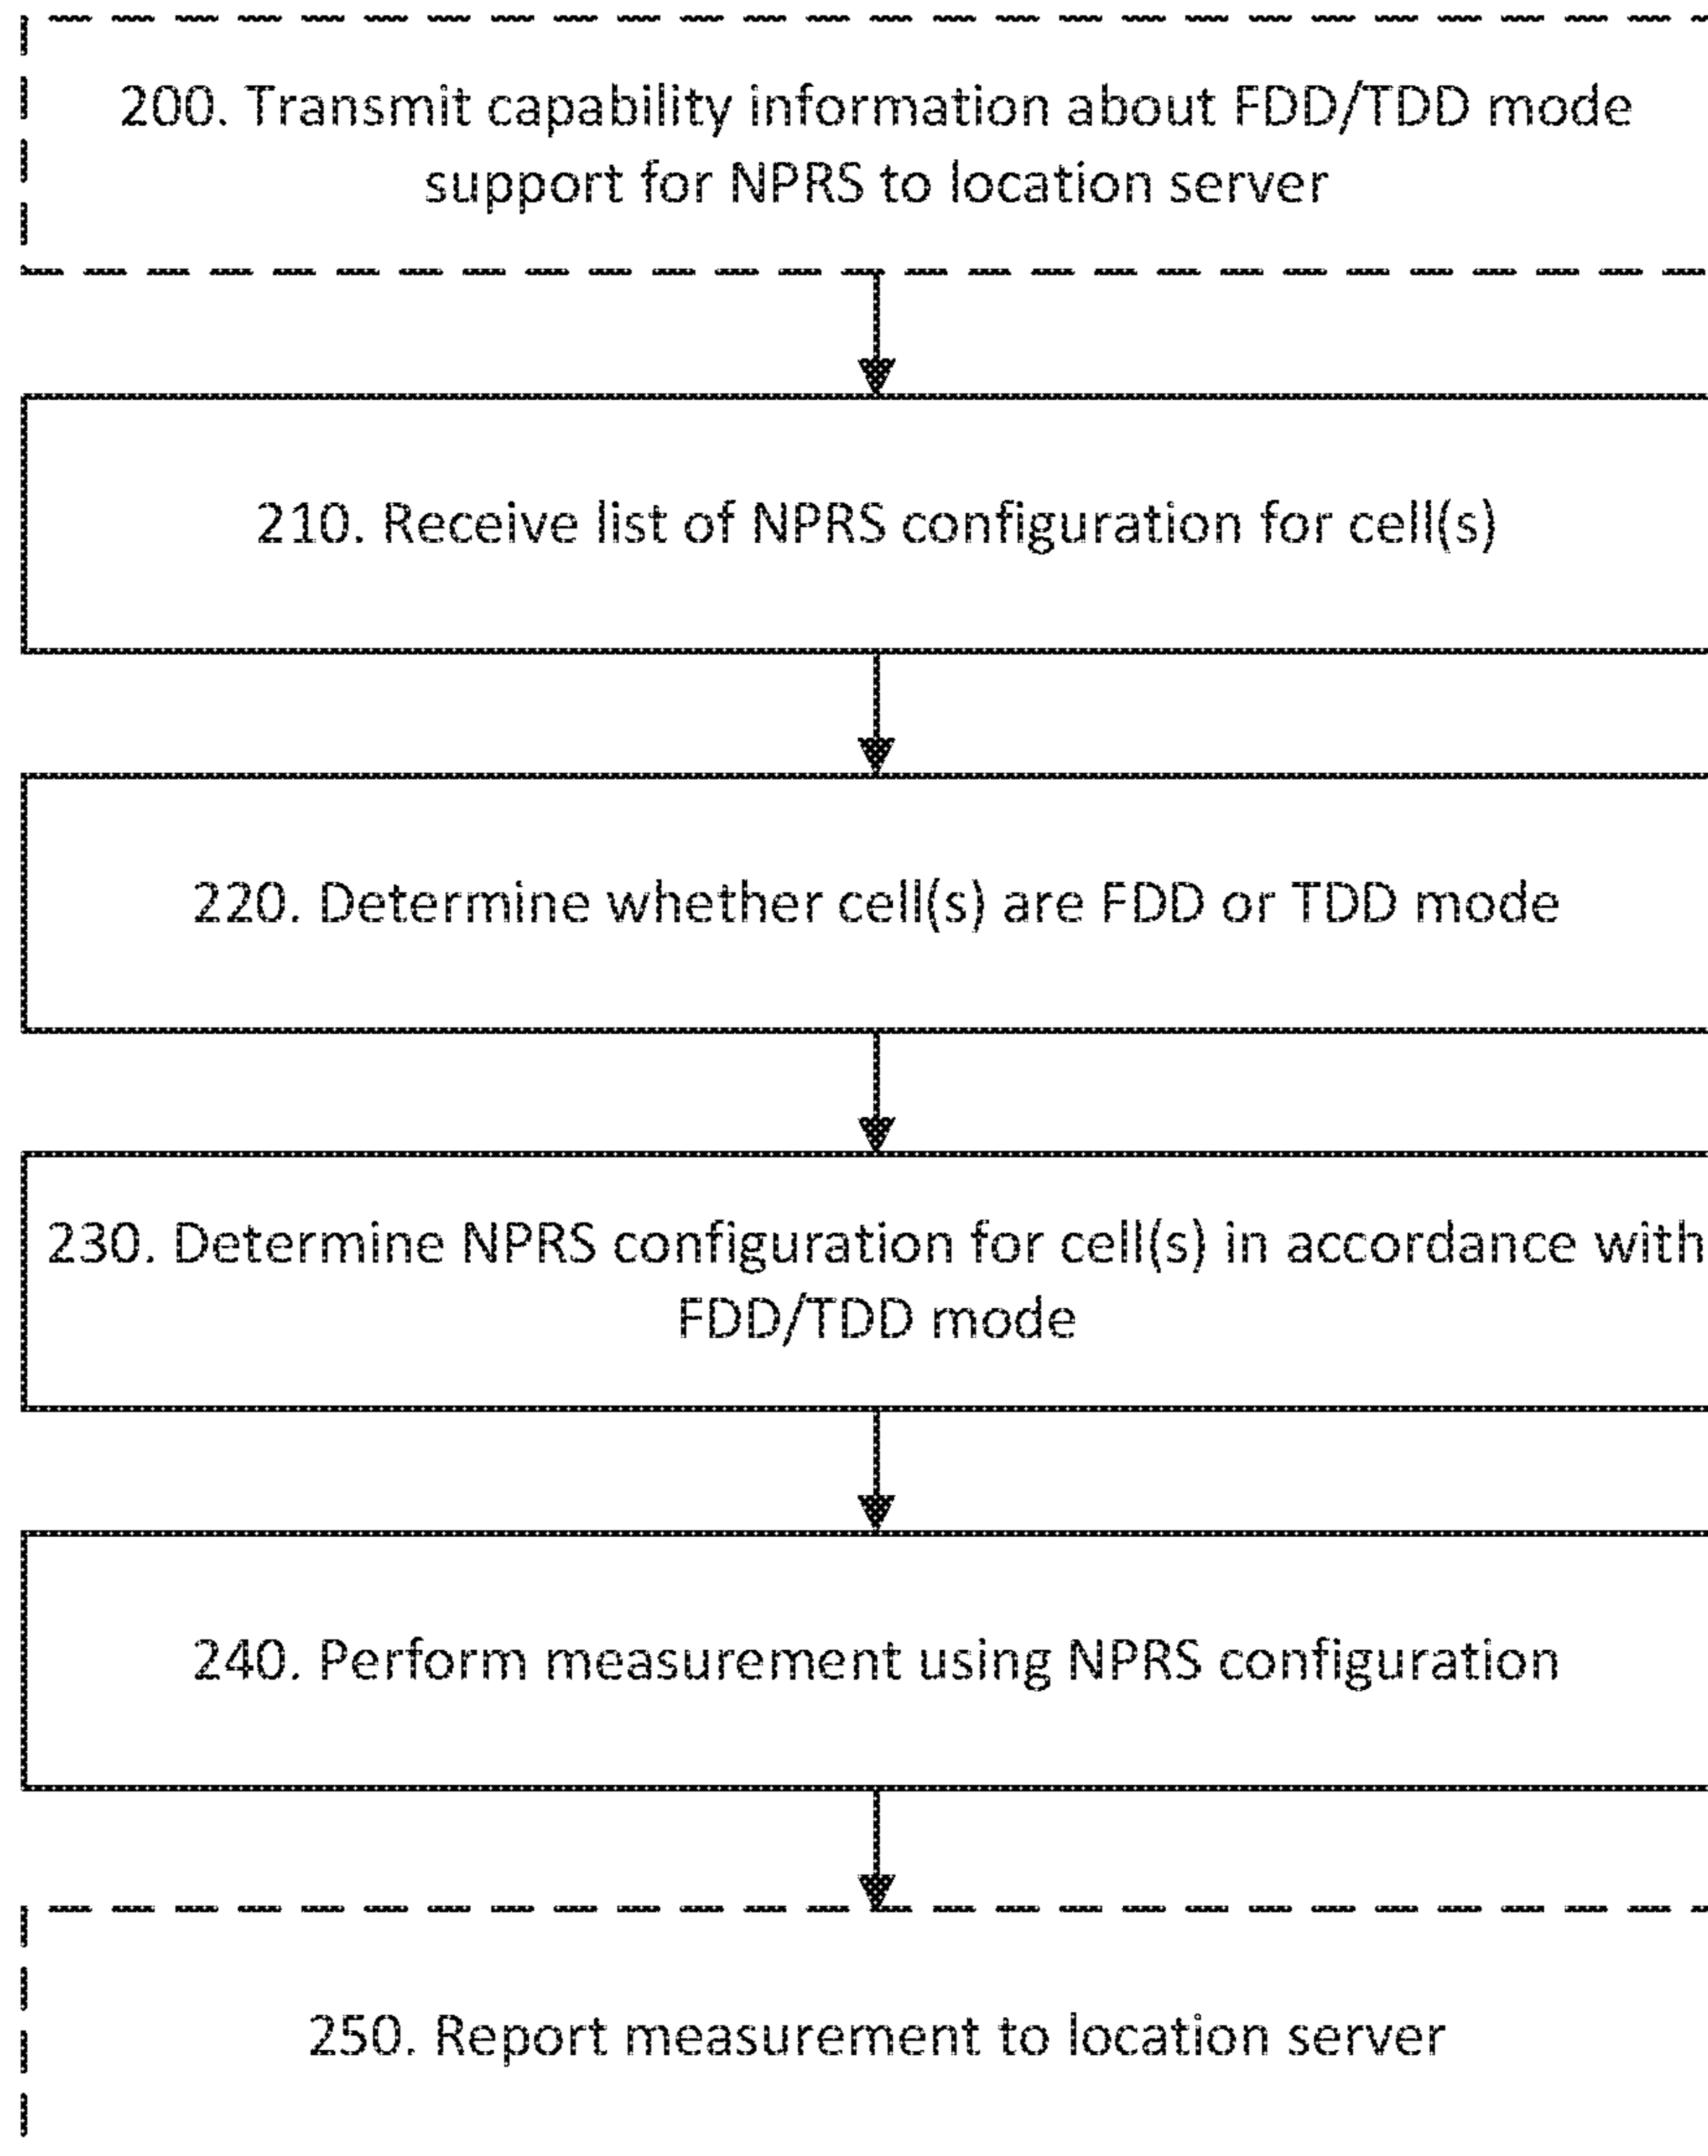 200. Transmit capability information about FDD/TDD mode
support for NPRS to location server
210. Receive list of NPRS configuration for cell(s)
220. Determine whether cell(s) are FDD or TDD mode
230. Determine NPRS configuration for cell(s) in accordance with
FDD/TDD mode
240. Perform measurement using NPRS configuration
250. Report measurement to location server